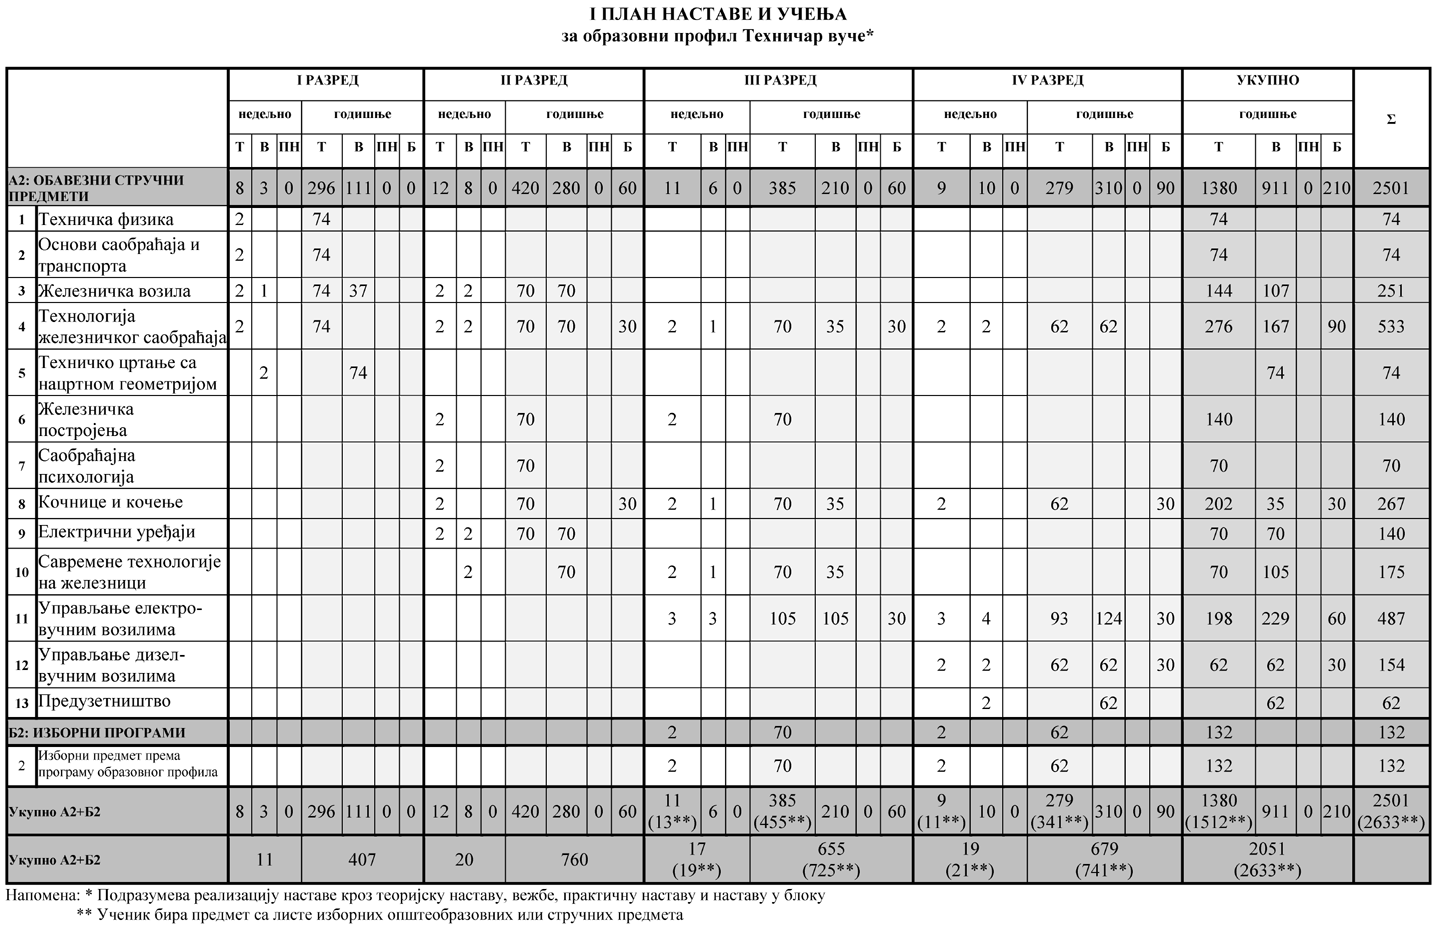 I ПЛАН НАСТАВЕ И УЧЕЊА
за образовни профил Техничар вуче*
I РАЗРЕД II РАЗРЕД III РАЗРЕД IV РАЗРЕД УКУПНО Σ
недељно годишње недељно годишње недељно годишње недељно годишње годишње
Т В ПН Т В ПН Б Т В ПН Т В ПН Б Т В ПН Т В ПН Б Т В ПН Т В ПН Б Т В ПН Б
А2: ОБАВЕЗНИ СТРУЧНИ
ПРЕДМЕТИ 8 3 0 296 111 0 0 12 8 0 420 280 0 60 11 6 0 385 210 0 60 9 10 0 279 310 0 90 1380 911 0 210 2501
1 Техничка физика 2 74 74 74
2 Основи саобраћаја и
транспорта 2 74 74 74
3 Железничка возила 2 1 74 37 2 2 70 70 144 107 251
4 Технологија
железничког саобраћаја 2 74 2 2 70 70 30 2 1 70 35 30 2 2 62 62 276 167 90 533
5 Техничко цртање са
нацртном геометријом 2 74 74 74
6 Железничка
постројења 2 70 2 70 140 140
7 Саобраћајна
психологија 2 70 70 70
8 Кочнице и кочење 2 70 30 2 1 70 35 2 62 30 202 35 30 267
9 Електрични уређаји 2 2 70 70 70 70 140
10 Савремене технологије
на железници 2 70 2 1 70 35 70 105 175
11 Управљање електро-
вучним возилима 3 3 105 105 30 3 4 93 124 30 198 229 60 487
12 Управљање дизел-
вучним возилима 2 2 62 62 30 62 62 30 154
13 Предузетништво 2 62 62 62
Б2: ИЗБОРНИ ПРОГРАМИ 2 70 2 62 132 132
2 Изборни предмет према
програму образовног профила 2 70 2 62 132 132
Укупно А2+Б2 8 3 0 296 111 0 0 12 8 0 420 280 0 60 11 (13**) 6 0 385 (455**) 210 0 60 9 (11**) 10 0 279 (341**) 310 0 90 1380 (1512**) 911 0 210 2501 (2633**)
Укупно А2+Б2 11 407 20 760 17 (19**) 655 (725**) 19 (21**) 679 (741**) 2051 (2633**)
Напомена: * Подразумева реализацију наставе кроз теоријску наставу, вежбе, практичну наставу и наставу у блоку
** Ученик бира предмет са листе изборних општеобразовних или стручних предмета